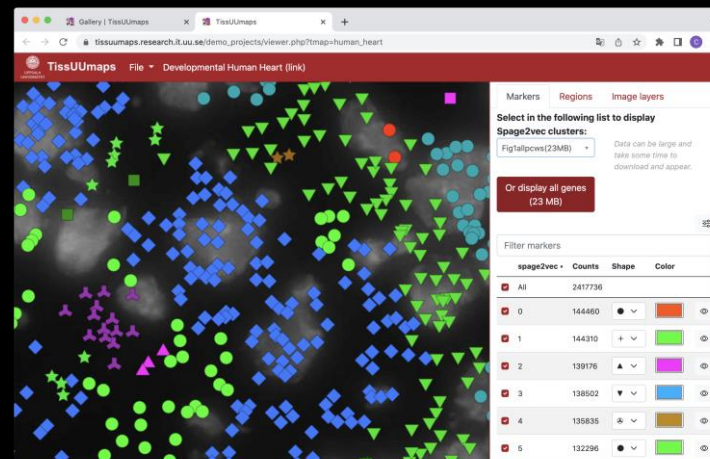 Gallery | TissUUmaps
TissUUmaps
tissuumaps.research.it.uu.se/demo_projects/viewer.php?tmap=human_heart
C
UPPSALA
UNIVERSITET
TissUUmaps File Developmental Human Heart (link)
Markers Regions Image layers
Select in the following list to display
Spage2vec clusters:
Fig1allpcws(23MB)
Data can be large and
take some time to
download and appear.
Or display all genes
(23 MB)
Filter markers
spage2vec Counts Shape Color
All 2417736
0 144460
1 144310
2 139176
3 138502
4 135835
5 132296